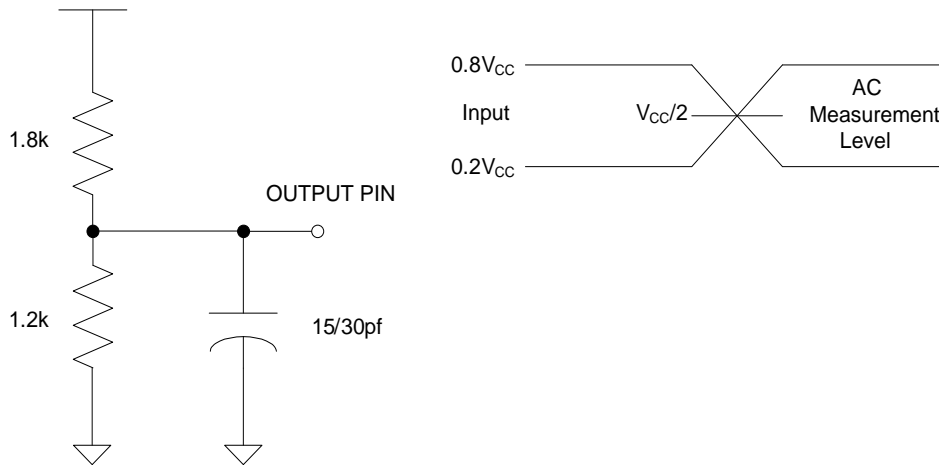 1.8k
OUTPUT PIN
1.2k
15/30pf
0.8VCC
Input
VCC/2
0.2VCC
AC
Measurement
Level